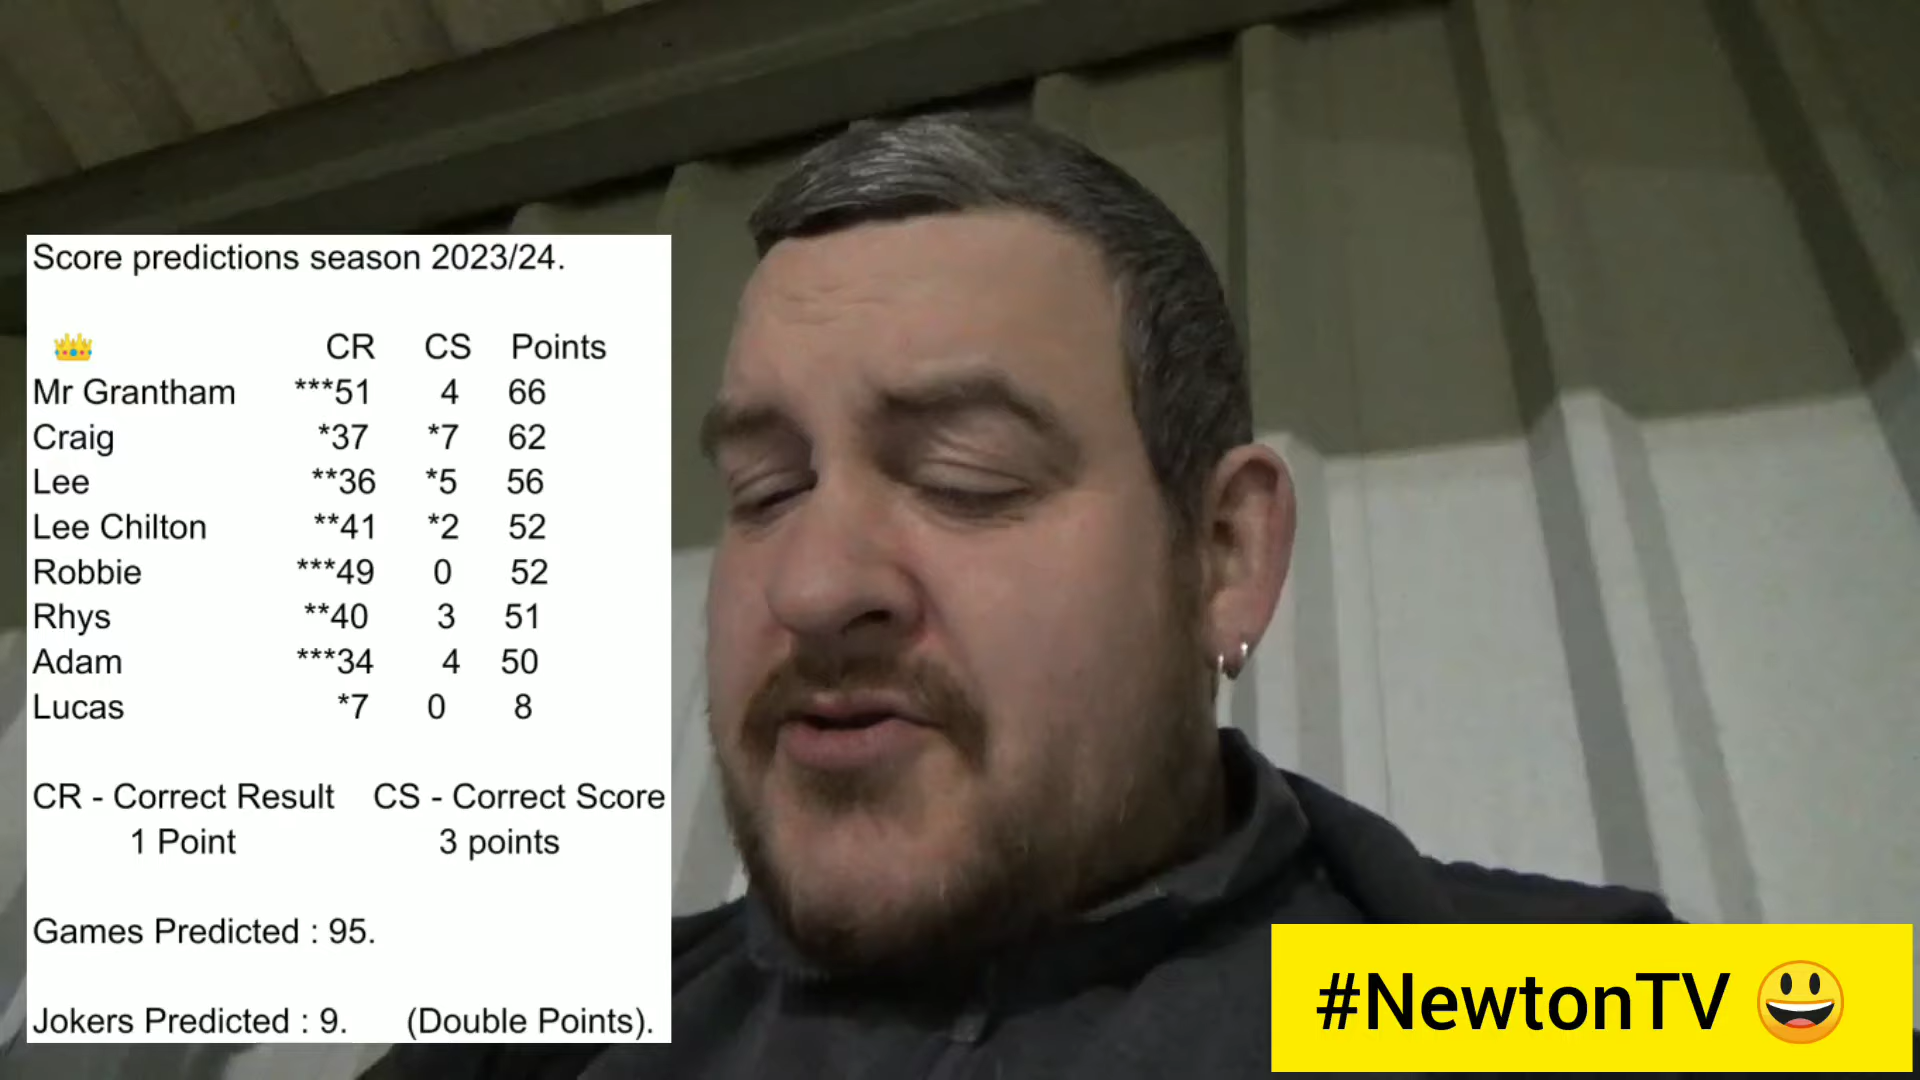 Score predictions season 2023/24.
👑 CR CS Points
Mr Grantham ***51 4 66
Craig *37 *7 62
Lee **36 *5 56
Lee Chilton **41 *2 52
Robbie ***49 0 52
Rhys **40 3 51
Adam ***34 4 50
Lucas *7 0 8
CR - Correct Result CS - Correct Score
1 Point 3 points
Games Predicted : 95.
Jokers Predicted : 9. (Double Points).
#NewtonTV 😃